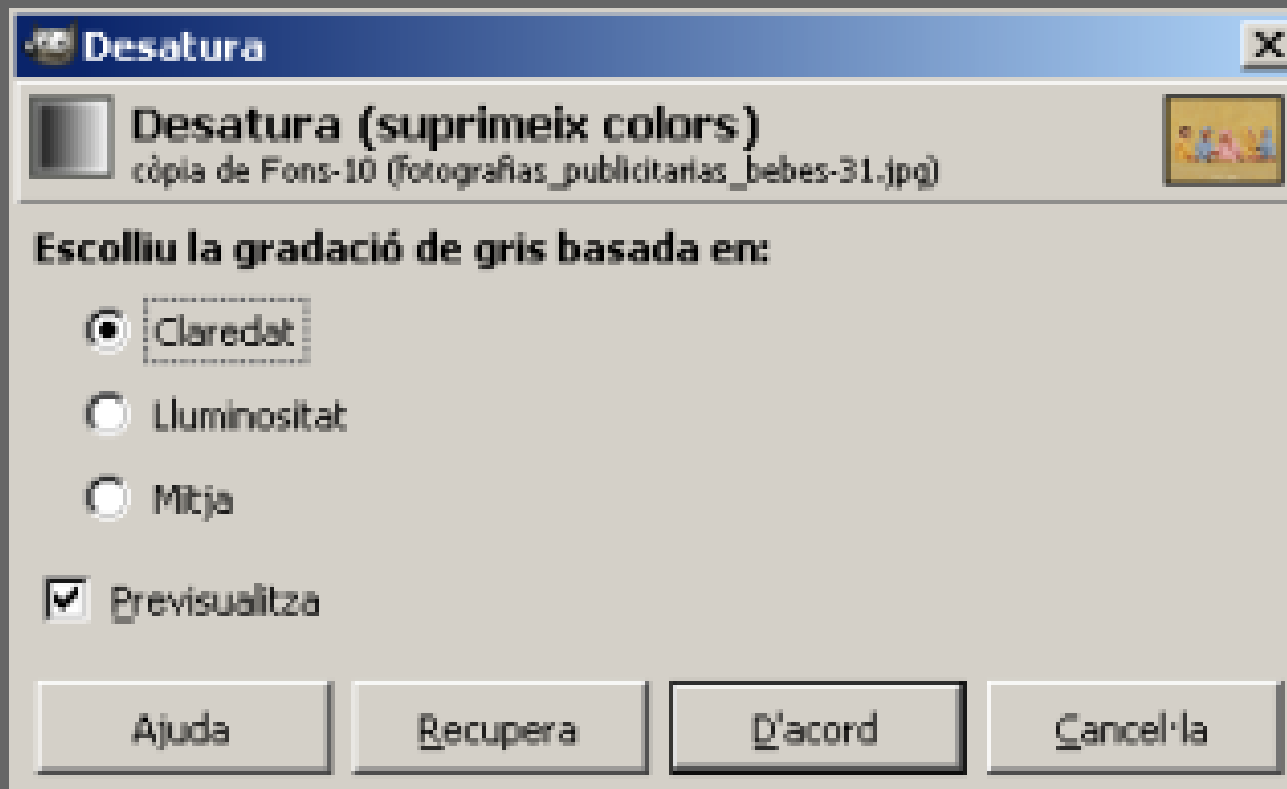 Desatura
Desatura (suprimeix colors)
còpia de Fons-10 (fotografias_publicitarias_bebes-31.jpg)
Escolliu la gradació de gris basada en:
Claredat
Lluminositat
Mitja
Previsualitza
Ajuda Recupera D'acord Cancel·la